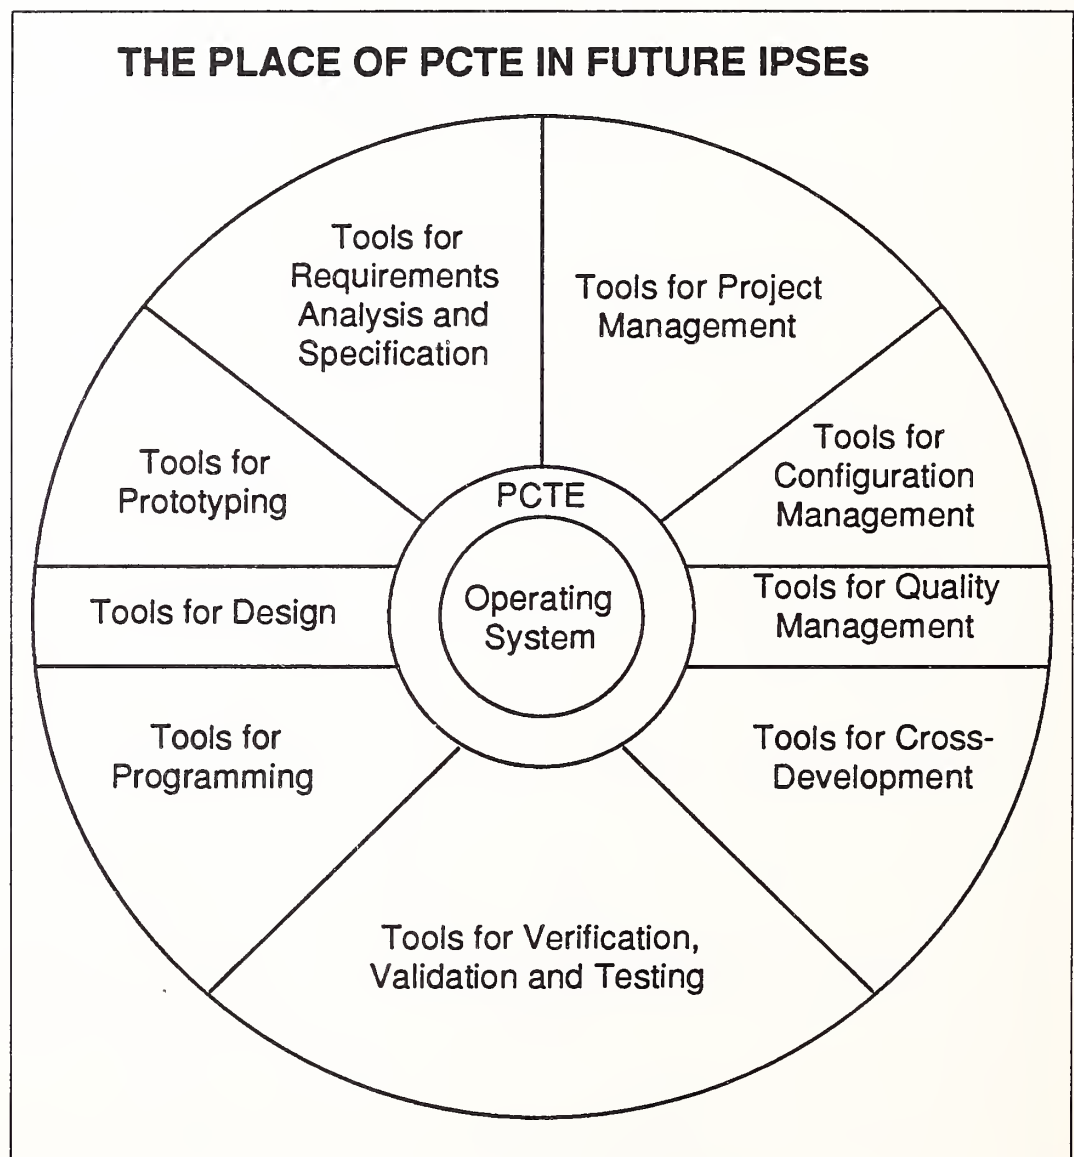 THE PLACE OF PCTE IN FUTURE IPSEs
Tools for
Requirements
Analysis and
Specification
Tools for Project
Management
Tools for
Prototyping
Tools for
Configuration
Management
PCTE
Operating
System
Tools for Design
Tools for Quality
Management
Tools for
Programming
Tools for Cross-
Development
Tools for Verification,
Validation and Testing